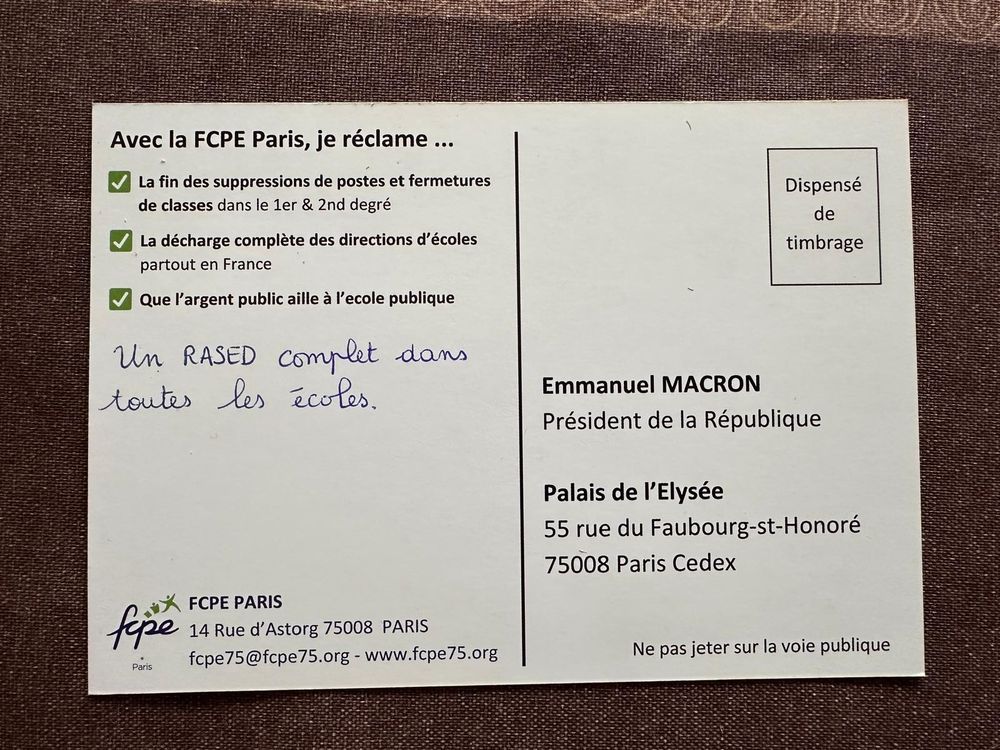 Avec la FCPE Paris, je réclame ...
La fin des suppressions de postes et fermetures
de classes dans le 1er & 2nd degré
La décharge complète des directions d'écoles
partout en France
Que l'argent public aille à l'ecole publique
Un RASED complet dans
toutes les écoles.
fcpe
Paris
FCPE PARIS
14 Rue d'Astorg 75008 PARIS
fcpe75@fcpe75.org - www.fcpe75.org
Dispensé
de
timbrage
Emmanuel MACRON
Président de la République
Palais de l'Elysée
55 rue du Faubourg-st-Honoré
75008 Paris Cedex
Ne pas jeter sur la voie publique